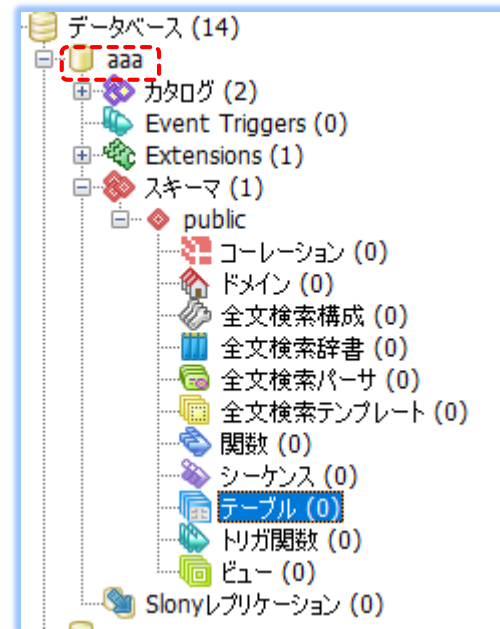 データベース (14)
aaa
カタログ (2)
Event Triggers (0)
Extensions (1)
スキーマ (1)
public
コーレーション (0)
ドメイン (0)
全文検索構成 (0)
全文検索辞書 (0)
全文検索パーサ (0)
全文検索テンプレート (0)
関数 (0)
シーケンス (0)
テーブル (0)
トリガ関数 (0)
ビュー (0)
Slonyレプリケーション (0)